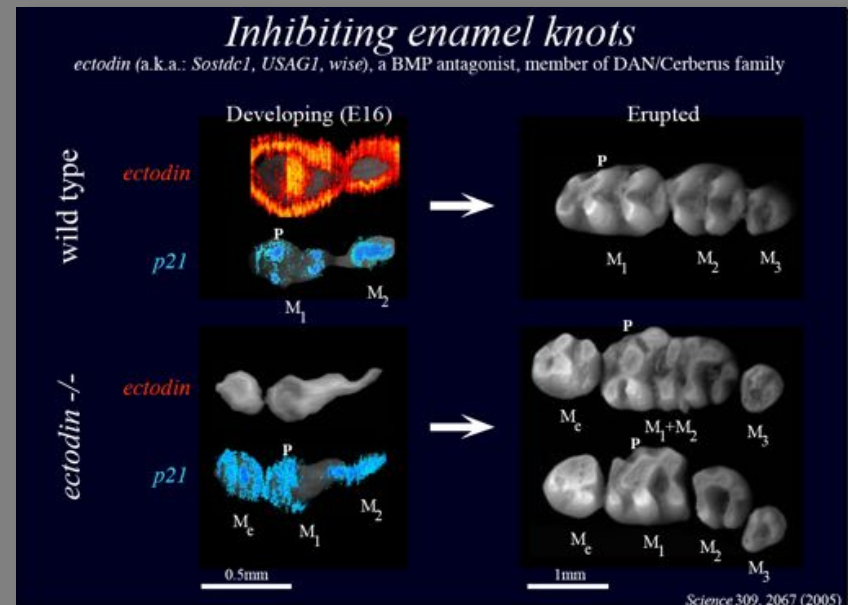 Inhibiting enamel knots
ectodin (a.k.a.: Sostdc1, USAG1, wise), a BMP antagonist, member of DAN/Cerberus family
Developing (E16)
Erupted
wild type
ectodin
p21
P
M1
M2
P
M1
M2
M3
ectodin -/-
ectodin
p21
P
Me
M1
M2
P
Me
M1+M2
M3
P
Me
M1
M2
M3
0.5mm
1mm
Science 309, 2067 (2005)